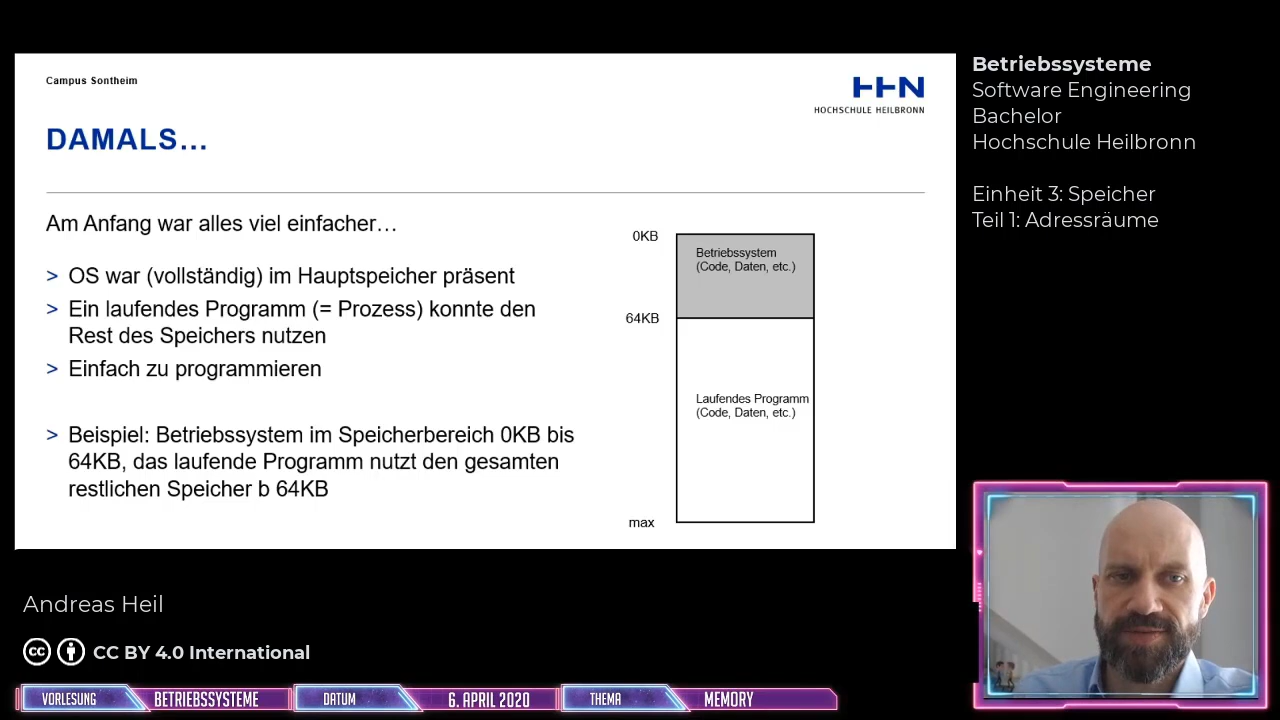 Campus Sontheim
HHN
HOCHSCHULE HEILBRONN
DAMALS...
Am Anfang war alles viel einfacher…
> OS war (vollständig) im Hauptspeicher präsent
> Ein laufendes Programm (= Prozess) konnte den
Rest des Speichers nutzen
> Einfach zu programmieren
> Beispiel: Betriebssystem im Speicherbereich 0KB bis
64KB, das laufende Programm nutzt den gesamten
restlichen Speicher b 64KB
0KB
Betriebssystem
(Code, Daten, etc.)
64KB
Laufendes Programm
(Code, Daten, etc.)
max
Betriebssysteme
Software Engineering
Bachelor
Hochschule Heilbronn
Einheit 3: Speicher
Teil 1: Adressräume
Andreas Heil
cc CC BY 4.0 International
VORLESUNG BETRIEBSSYSTEME DATUM 6. APRIL 2020 THEMA MEMORY